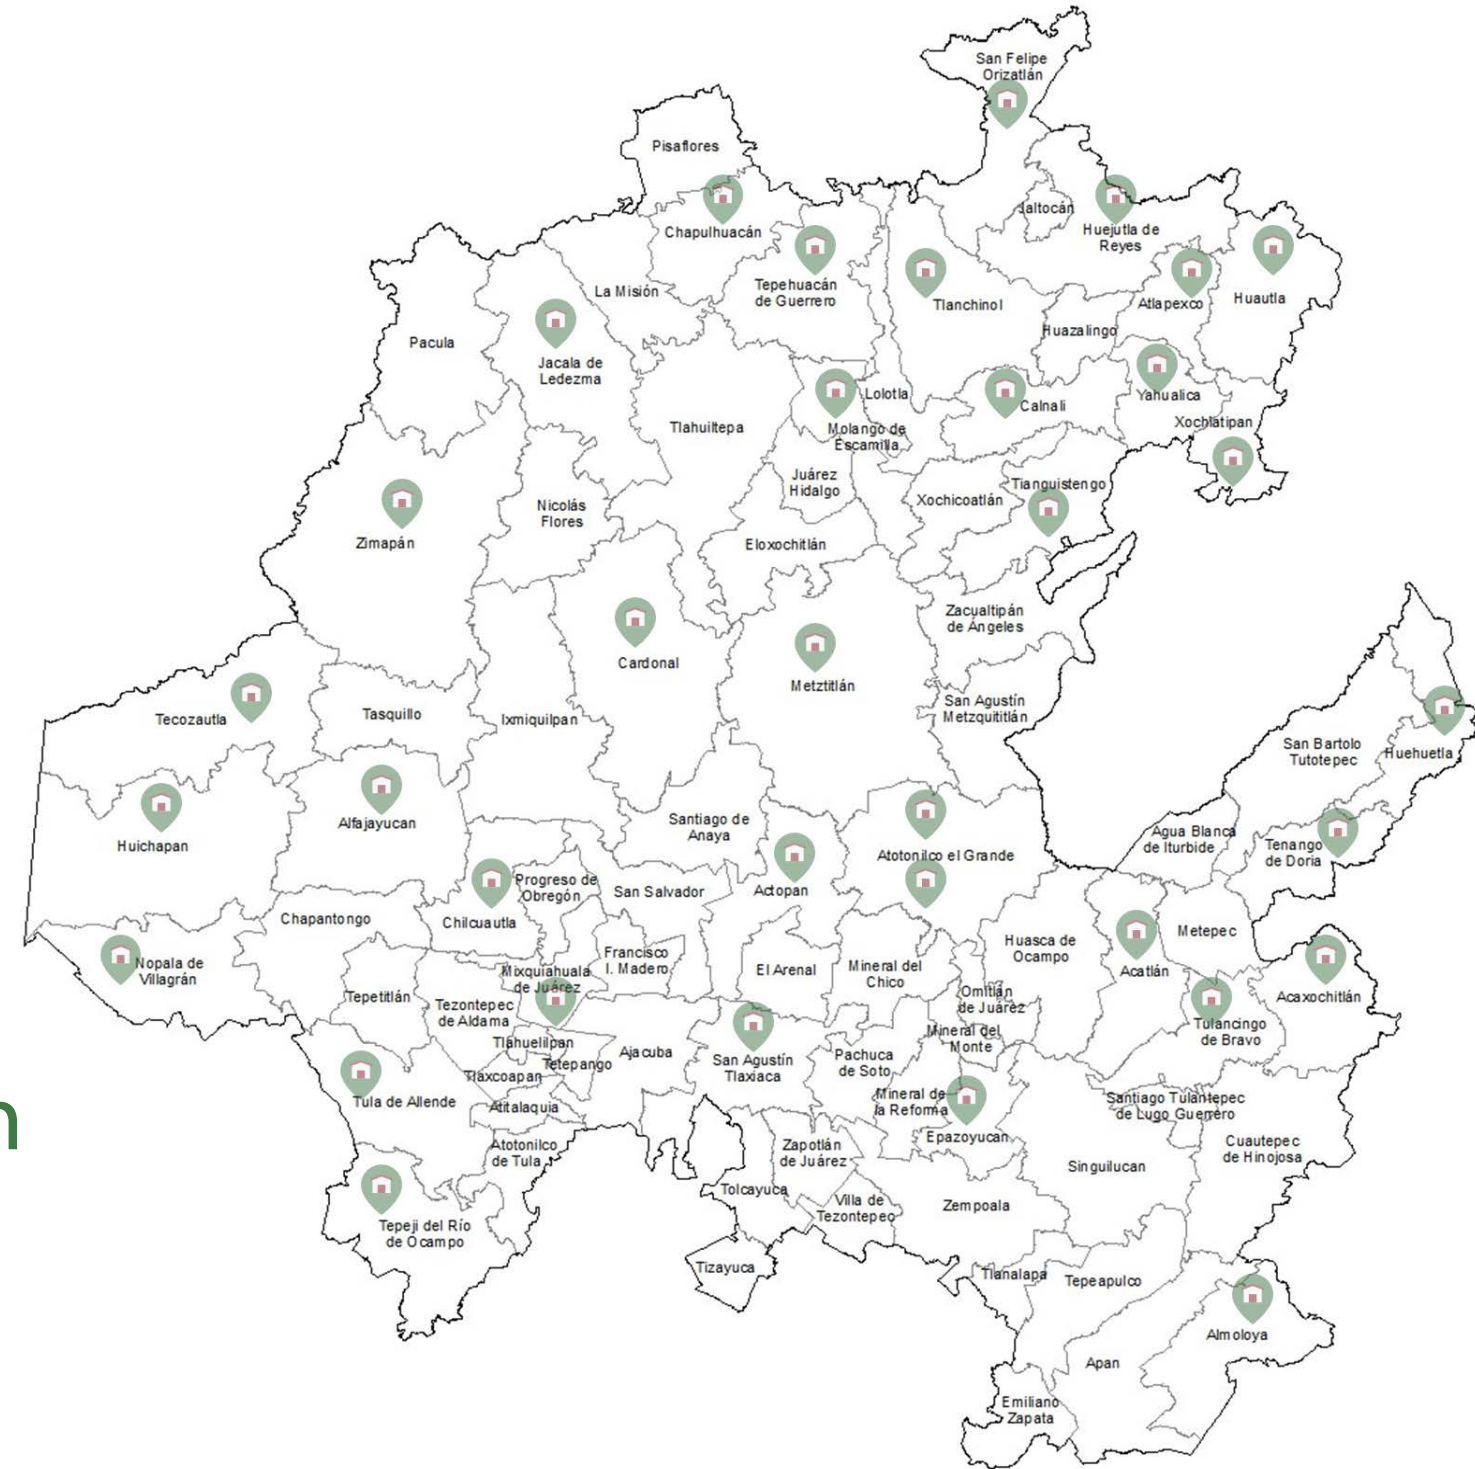 San Felipe
Orizatlán
Pisaflores
Jaltocán
Chapulhuacán
Huejutla de
Reyes
La Misión
Tepehuacán
de Guerrero
Tlanchinol
Atlapexco
Huautla
Huazalingo
Pacula
Jacala de
Ledezma
Lolotla
Calnali
Yahualica
Xochiatipan
Tlahuiltepa
Molango de
Escamilla
Juárez
Hidalgo
Xochicoatlán
Tianguistengo
Nicolás
Flores
Zimapán
Eloxochitlán
Zacualtipán
de Ángeles
Cardonal
Metztitlán
San Agustín
Metzquititlán
Tecozautla
Tasquillo
Ixmiquilpan
San Bartolo
Tutotepec
Huehuetla
Huichapan
Alfajayucan
Santiago de
Anaya
Agua Blanca
de Iturbide
Tenango
de Doria
Atotonilco el Grande
Progreso de
Obregón
San Salvador
Actopan
Chapantongo
Chilcuautla
Metepec
Nopala de
Villagrán
Francisco
I. Madero
El Arenal
Mineral del
Chico
Huasca de
Ocampo
Acatlán
Acaxochitlán
Mixquiahuala
de Juárez
Tepetitlán
Tezontepec
de Aldama
Omitlán
de Juárez
Tulancingo
de Bravo
Mineral del
Monte
Tlahuelilpan
Ajacuba
San Agustín
Tlaxiaca
Pachuca
de Soto
Tetepango
Tlaxcoapan
Tula de Allende
Atitalaquia
Mineral de
la Reforma
Santiago Tulantepec
de Lugo Guerrero
Epazoyucan
Atotonilco
de Tula
Zapotlán
de Juárez
Cuautepec
de Hinojosa
Singuilucan
Tolcayuca
Villa de
Tezontepec
Zempoala
Tepeji del Río
de Ocampo
Tizayuca
Tlanalapa
Tepeapulco
Almoloya
Apan
Emiliano
Zapata
n